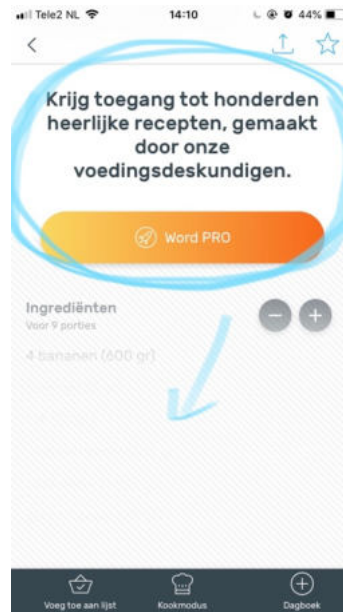 Tele2 NL 14:10 44%
Krijg toegang tot honderden
heerlijke recepten, gemaakt
door onze
voedingsdeskundigen.
Word PRO
Ingrediënten
Voor 9 porties
4 bananen (600 gr)
Voeg toe aan lijst Kookmodus Dagboek